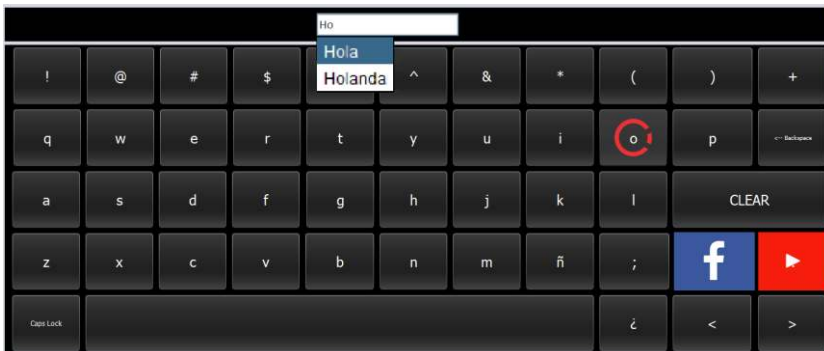 Ho
Hola
Holanda
! @ # $ ^ & * ( ) +
q w e r t y u i o p <-- Backspace
a s d f g h j k l CLEAR
z x c v b n m ñ ; f
Caps Lock ¿ < >